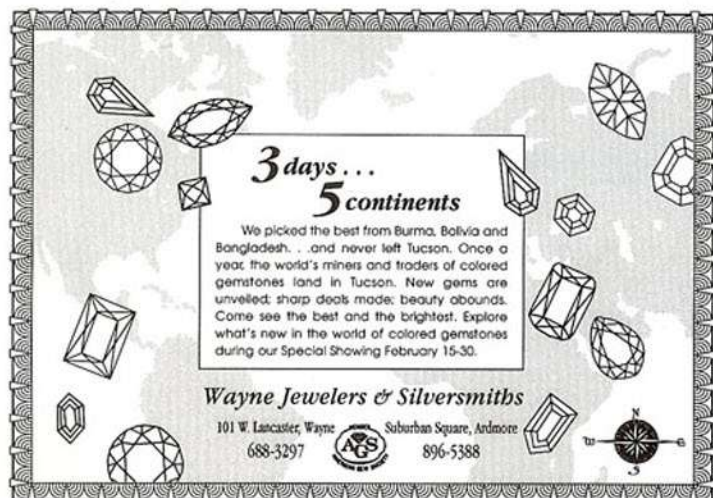 3 days . . .
5 continents
We picked the best from Burma, Bolivia and
Bangladesh. . .and never left Tucson. Once a
year, the world's miners and traders of colored
gemstones land in Tucson. New gems are
unveiled; sharp deals made; beauty abounds.
Come see the best and the brightest. Explore
what's new in the world of colored gemstones
during our Special Showing February 15-30.
Wayne Jewelers & Silversmiths
101 W. Lancaster, Wayne
688-3297
MEMBER
AGS
AMERICAN GEM SOCIETY
Suburban Square, Ardmore
896-5388
N
W E
S